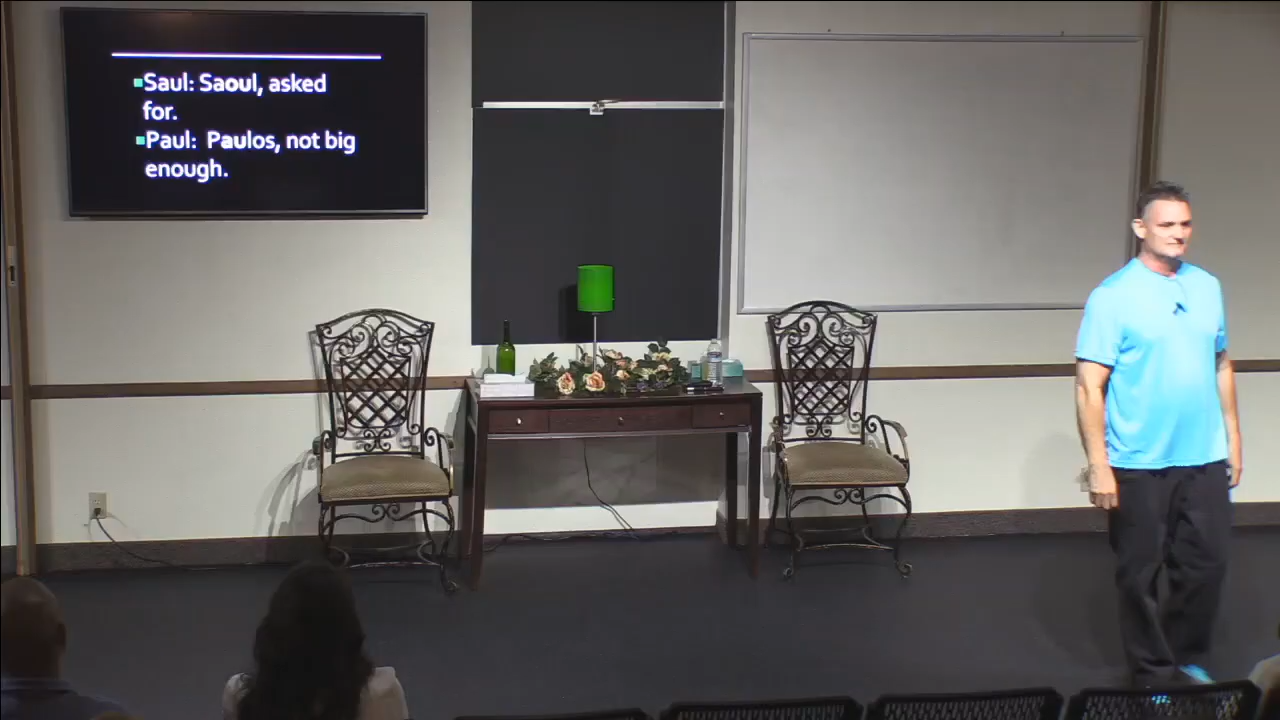 ▪Saul: Saoul, asked
for.
▪Paul: Paulos, not big
enough.